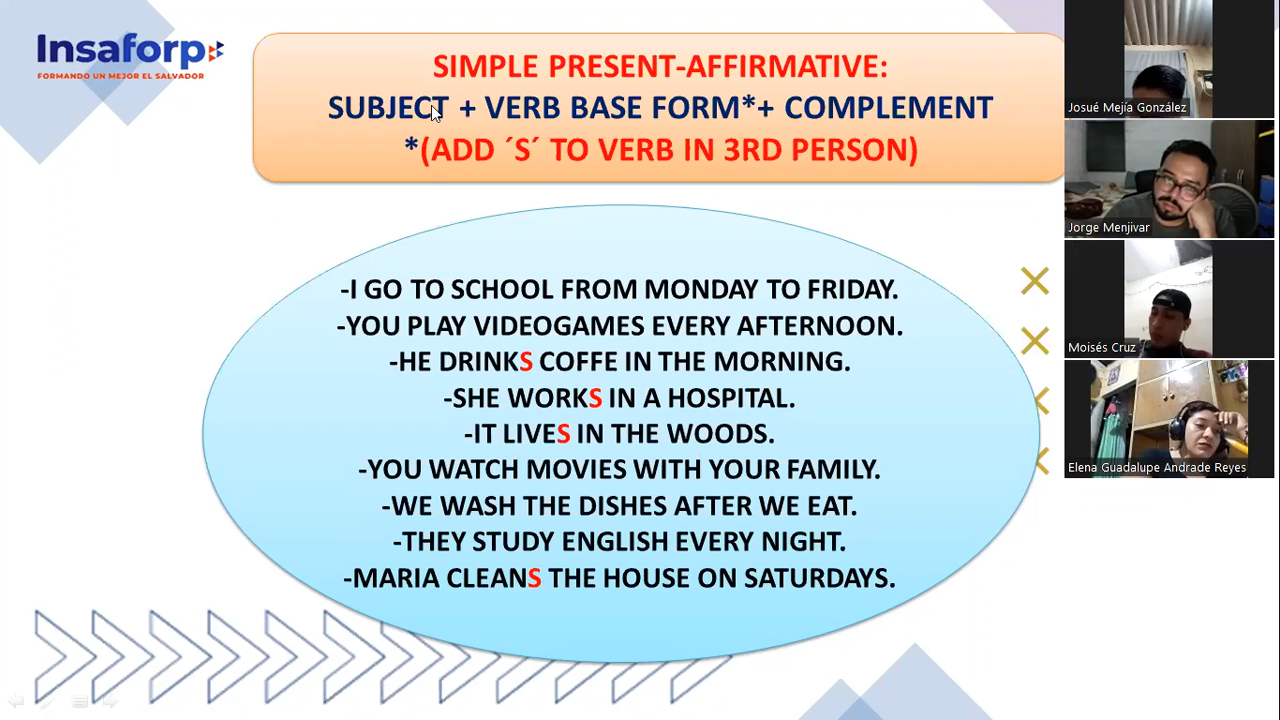 Insaforp
FORMANDO UN MEJOR EL SALVADOR
SIMPLE PRESENT-AFFIRMATIVE:
SUBJECT + VERB BASE FORM*+ COMPLEMENT
*(ADD ´S´ TO VERB IN 3RD PERSON)
-I GO TO SCHOOL FROM MONDAY TO FRIDAY.
-YOU PLAY VIDEOGAMES EVERY AFTERNOON.
-HE DRINKS COFFE IN THE MORNING.
-SHE WORKS IN A HOSPITAL.
-IT LIVES IN THE WOODS.
-YOU WATCH MOVIES WITH YOUR FAMILY.
-WE WASH THE DISHES AFTER WE EAT.
-THEY STUDY ENGLISH EVERY NIGHT.
-MARIA CLEANS THE HOUSE ON SATURDAYS.
Josué Mejía González
Jorge Menjivar
Moisés Cruz
Elena Guadalupe Andrade Reyes